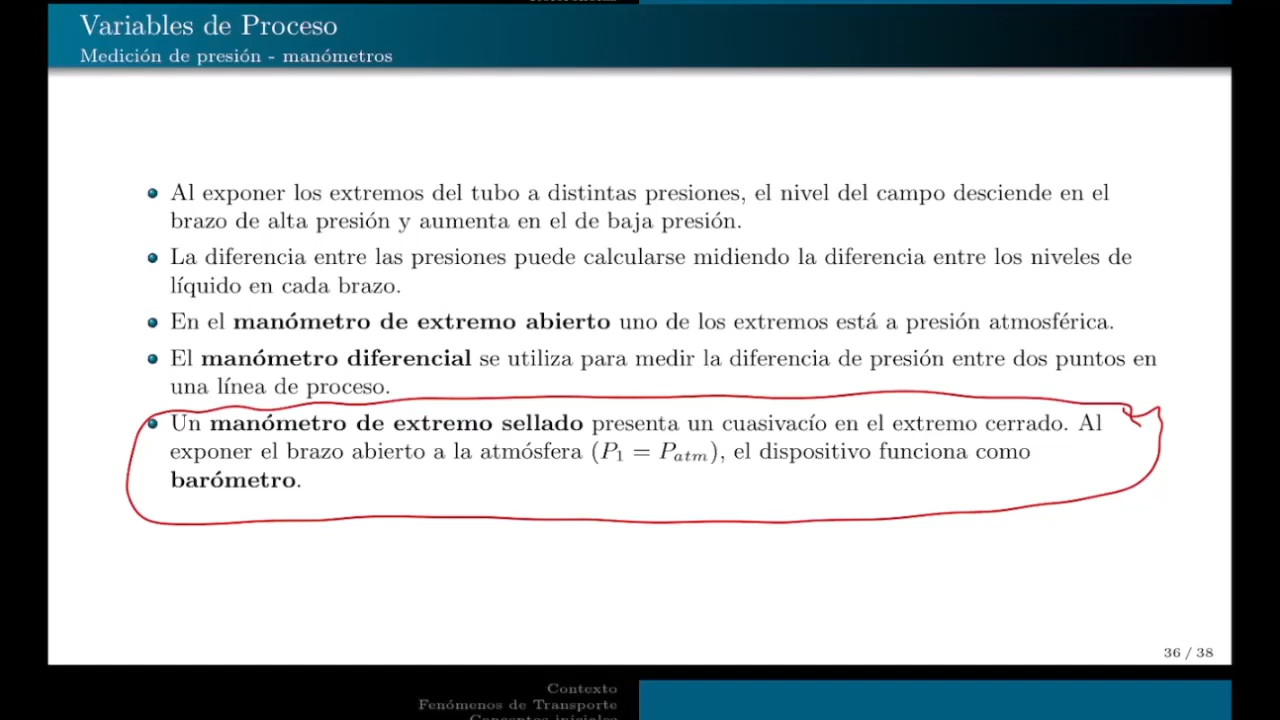 Variables de Proceso
Medición de presión - manómetros
Al exponer los extremos del tubo a distintas presiones, el nivel del campo desciende en el
brazo de alta presión y aumenta en el de baja presión.
La diferencia entre las presiones puede calcularse midiendo la diferencia entre los niveles de
líquido en cada brazo.
En el manómetro de extremo abierto uno de los extremos está a presión atmosférica.
El manómetro diferencial se utiliza para medir la diferencia de presión entre dos puntos en
una línea de proceso.
Un manómetro de extremo sellado presenta un cuasivacío en el extremo cerrado. Al
exponer el brazo abierto a la atmósfera (P₁ = Pₐₜₘ), el dispositivo funciona como
barómetro.
36 / 38
Contexto
Fenómenos de Transporte
Conceptos iniciales